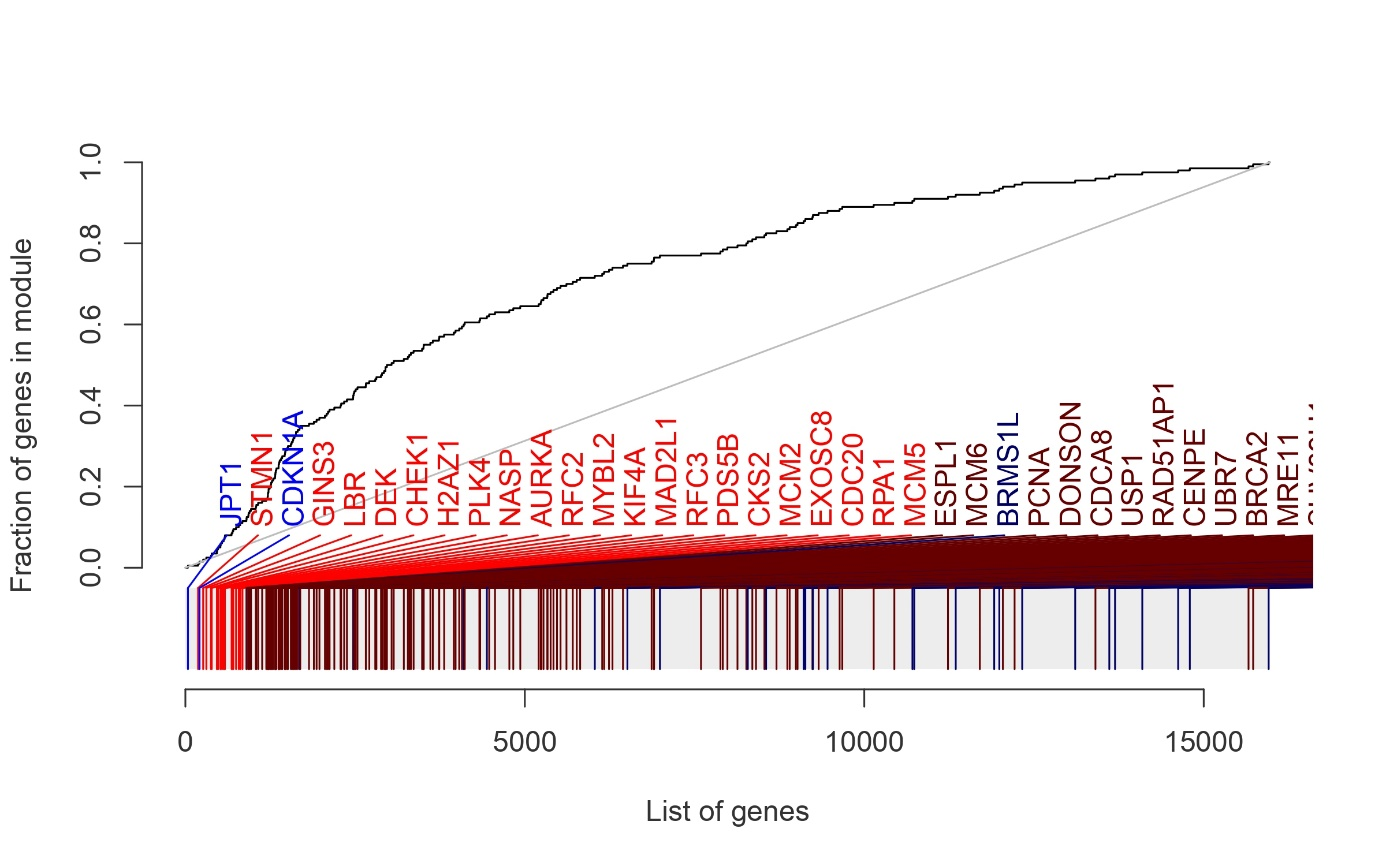 Fraction of genes in module
1.0
0.8
0.6
0.4
0.2
0.0
JPT1
STMN1
CDKN1A
GINS3
LBR
DEK
CHEK1
H2AZ1
PLK4
NASP
AURKA
RFC2
MYBL2
KIF4A
MAD2L1
RFC3
PDS5B
CKS2
MCM2
EXOSC8
CDC20
RPA1
MCM5
ESPL1
MCM6
BRMS1L
PCNA
DONSON
CDCA8
USP1
RAD51AP1
CENPE
UBR7
BRCA2
MRE11
0 5000 10000 15000
List of genes